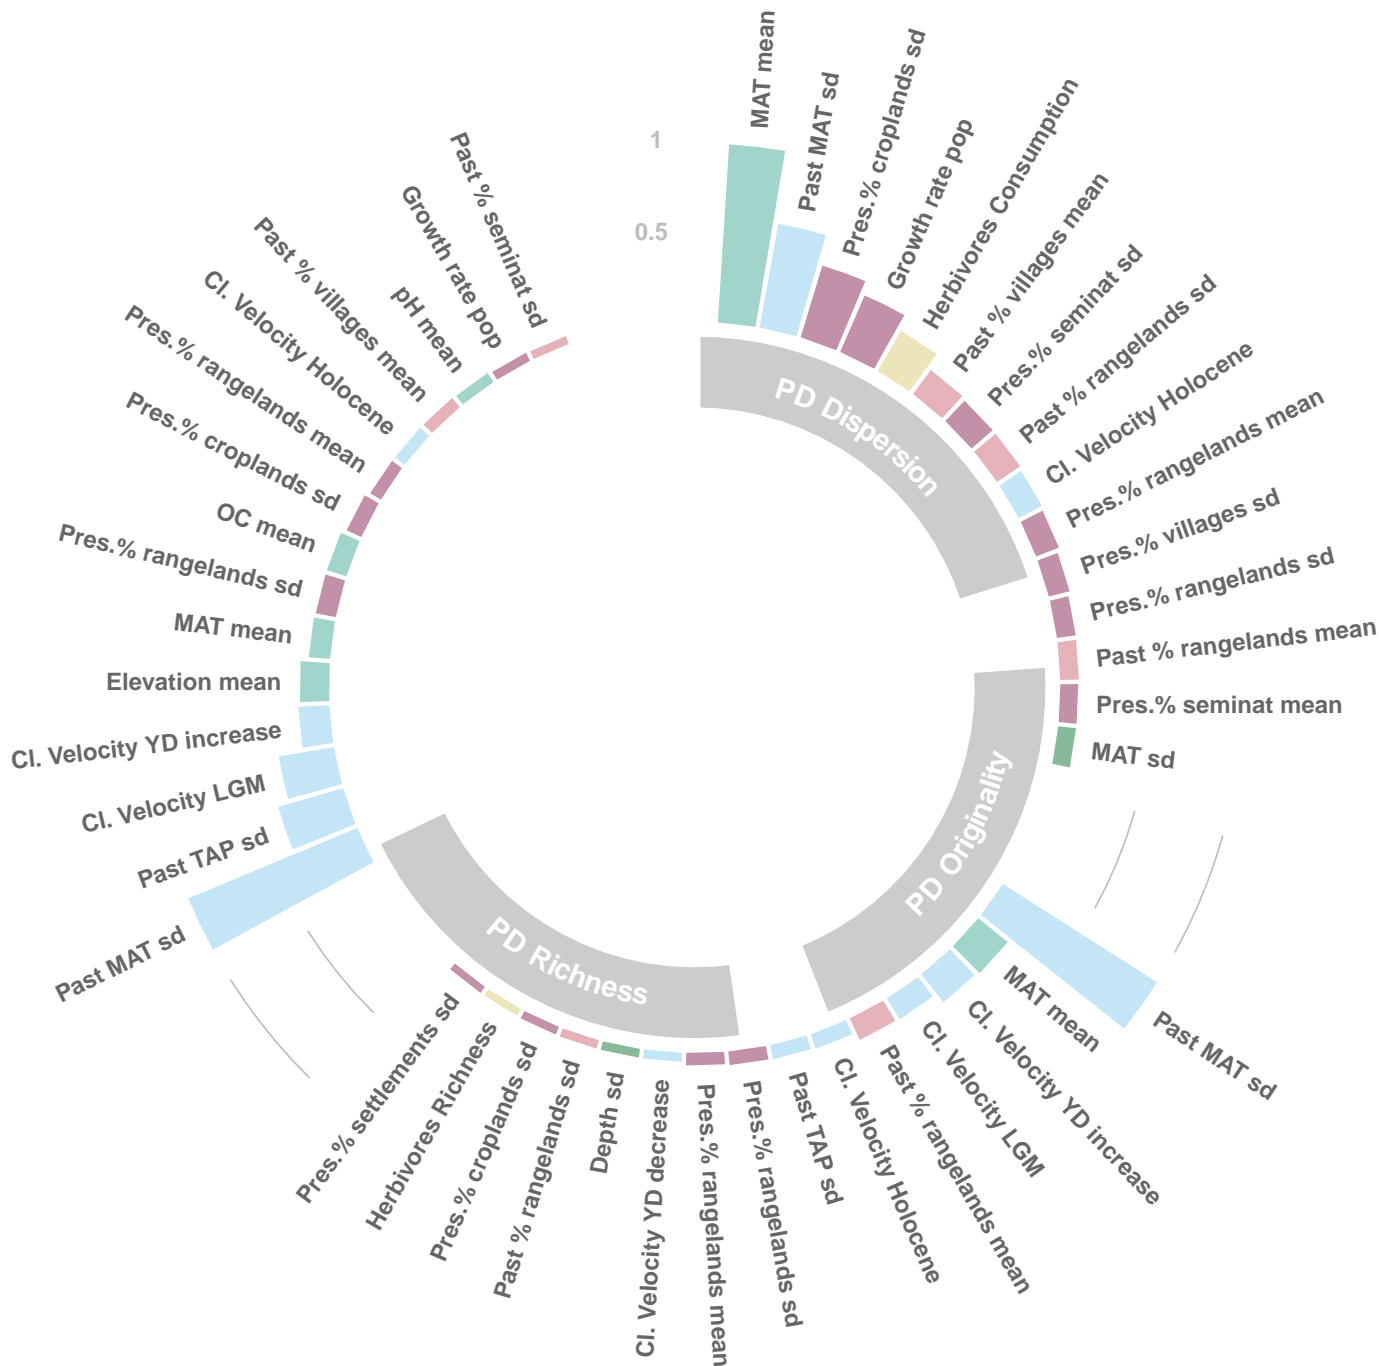 1
0.5
MAT mean
Past MAT sd
Pres.% croplands sd
Growth rate pop
Herbivores Consumption
Past % villages mean
Pres.% seminat sd
Past % rangelands sd
Cl. Velocity Holocene
Pres.% rangelands mean
Pres.% villages sd
Pres.% rangelands sd
Past % rangelands mean
Pres.% seminat mean
MAT sd
PD Dispersion
Past MAT sd
MAT mean
Cl. Velocity YD increase
Cl. Velocity LGM
Past % rangelands mean
Cl. Velocity Holocene
Past TAP sd
Pres.% rangelands sd
Pres.% rangelands mean
Cl. Velocity YD decrease
Depth sd
Past % rangelands sd
Pres.% croplands sd
Herbivores Richness
Pres.% settlements sd
PD Originality
Past MAT sd
Past TAP sd
Cl. Velocity LGM
Cl. Velocity YD increase
Elevation mean
MAT mean
Pres.% rangelands sd
OC mean
Pres.% croplands sd
Pres.% rangelands mean
Cl. Velocity Holocene
Past % villages mean
pH mean
Growth rate pop
Past % seminat sd
PD Richness